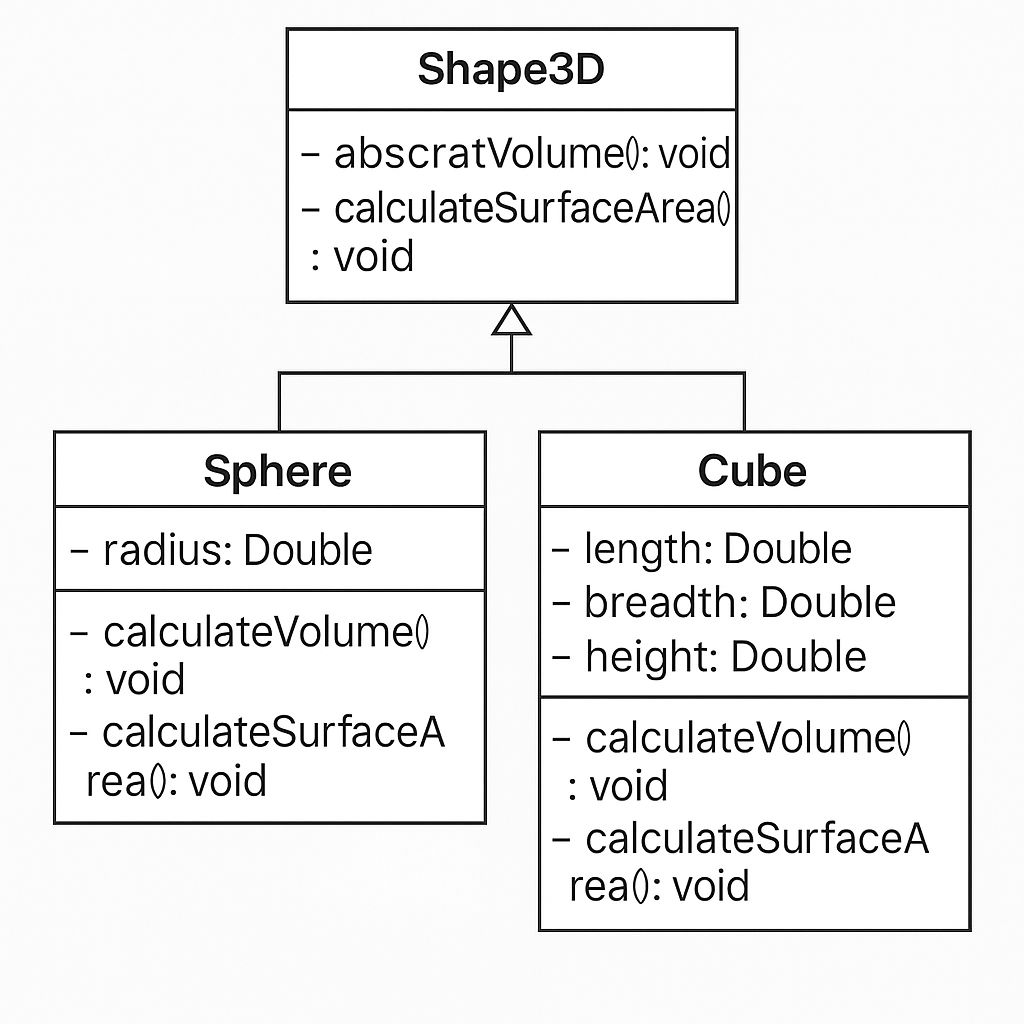 Shape3D
– abscratVolume(): void
– calculateSurfaceArea()
: void
Sphere
– radius: Double
– calculateVolume()
: void
– calculateSurfaceA
rea(): void
Cube
– length: Double
– breadth: Double
– height: Double
– calculateVolume()
: void
– calculateSurfaceA
rea(): void